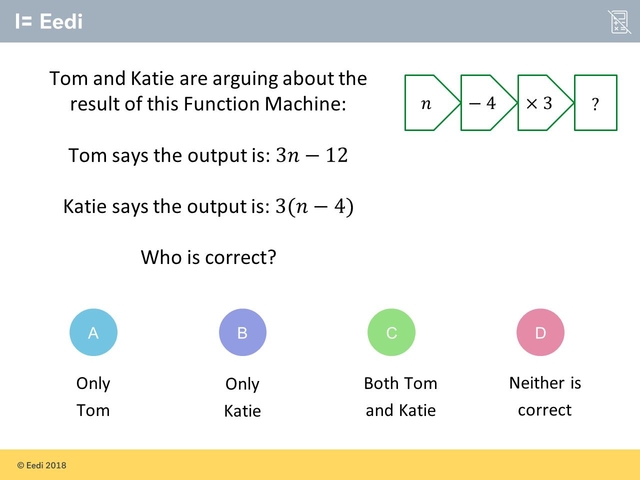 I= Eedi
Tom and Katie are arguing about the
result of this Function Machine:
n − 4 × 3 ?
Tom says the output is: 3n − 12
Katie says the output is: 3(n − 4)
Who is correct?
A B C D
Only Only Both Tom Neither is
Tom Katie and Katie correct
© Eedi 2018